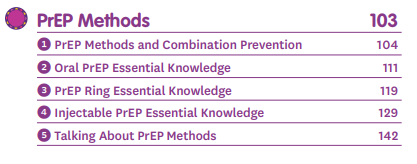 PrEP Methods 103
1 PrEP Methods and Combination Prevention 104
2 Oral PrEP Essential Knowledge 111
3 PrEP Ring Essential Knowledge 119
4 Injectable PrEP Essential Knowledge 129
5 Talking About PrEP Methods 142